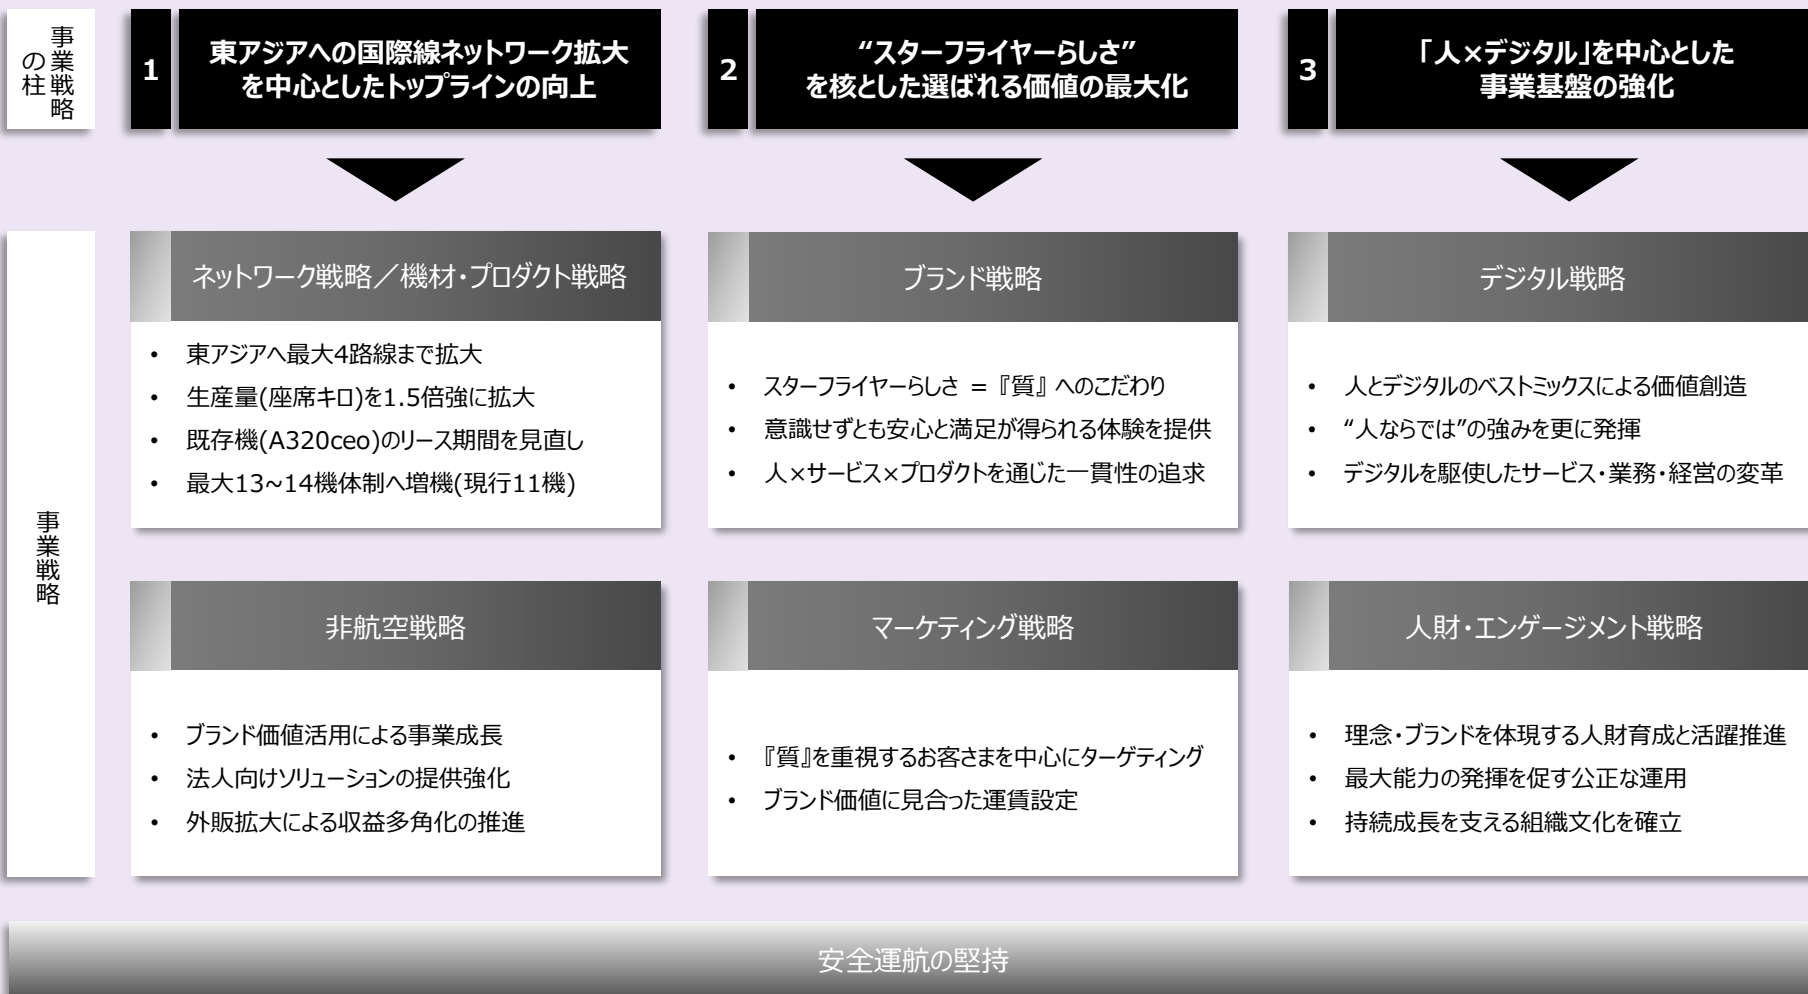 事業戦略
の柱
1
東アジアへの国際線ネットワーク拡大
を中心としたトップラインの向上
2
“スターフライヤーらしさ”
を核とした選ばれる価値の最大化
3
「人×デジタル」を中心とした
事業基盤の強化
事業戦略
ネットワーク戦略／機材・プロダクト戦略
• 東アジアへ最大4路線まで拡大
• 生産量(座席キロ)を1.5倍強に拡大
• 既存機(A320ceo)のリース期間を見直し
• 最大13~14機体制へ増機(現行11機)
ブランド戦略
• スターフライヤーらしさ ＝『質』へのこだわり
• 意識せずとも安心と満足が得られる体験を提供
• 人×サービス×プロダクトを通じた一貫性の追求
デジタル戦略
• 人とデジタルのベストミックスによる価値創造
• “人ならでは”の強みを更に発揮
• デジタルを駆使したサービス・業務・経営の変革
非航空戦略
• ブランド価値活用による事業成長
• 法人向けソリューションの提供強化
• 外販拡大による収益多角化の推進
マーケティング戦略
• 『質』を重視するお客さまを中心にターゲティング
• ブランド価値に見合った運賃設定
人財・エンゲージメント戦略
• 理念・ブランドを体現する人財育成と活躍推進
• 最大能力の発揮を促す公正な運用
• 持続成長を支える組織文化を確立
安全運航の堅持